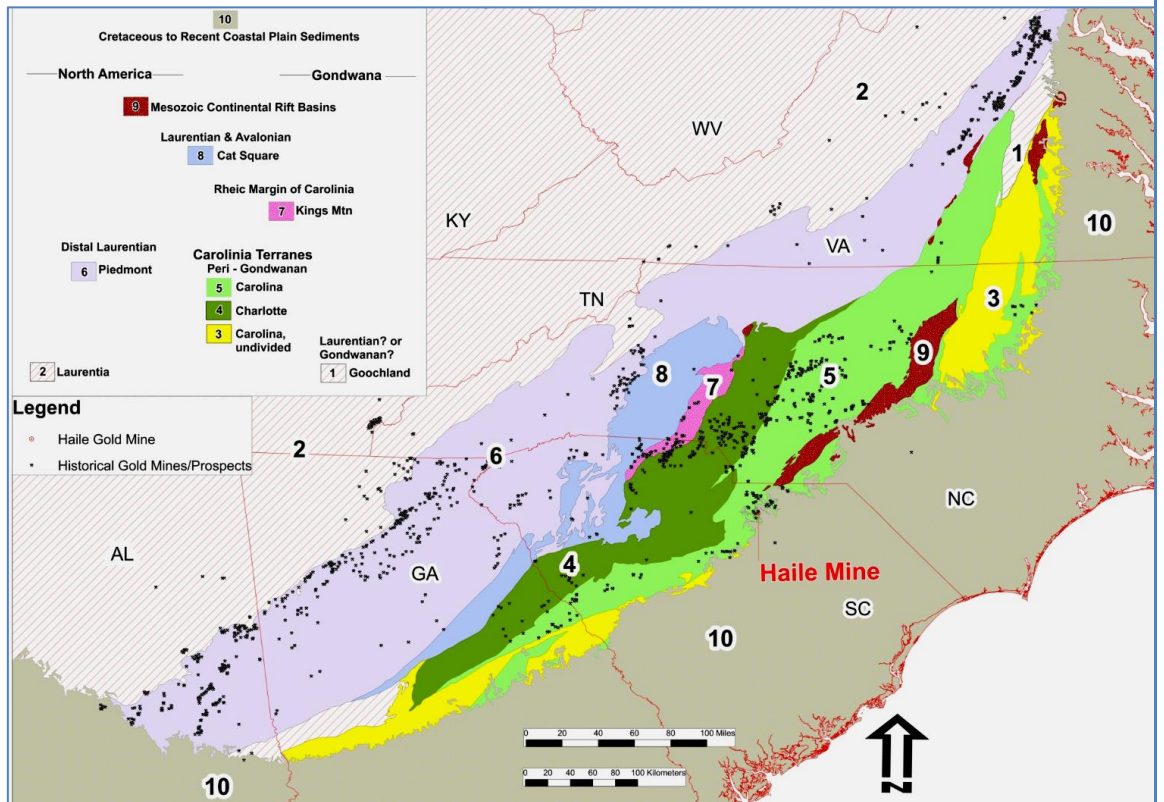 10
Cretaceous to Recent Coastal Plain Sediments
North America
Gondwana
9 Mesozoic Continental Rift Basins
Laurentian & Avalonian
8 Cat Square
Rheic Margin of Carolinia
7 Kings Mtn
Distal Laurentian
6 Piedmont
Carolinia Terranes
Peri - Gondwanan
5 Carolina
4 Charlotte
3 Carolina,
undivided
Laurentian? or
Gondwanan?
2 Laurentia
1 Goochland
Legend
Haile Gold Mine
Historical Gold Mines/Prospects
2
WV
1
KY
VA
10
TN
3
8
7
5
9
2
6
NC
AL
GA
4
Haile Mine
SC
10
0 20 40 60 80 100 Miles
0 20 40 60 80 100 Kilometers
10
N